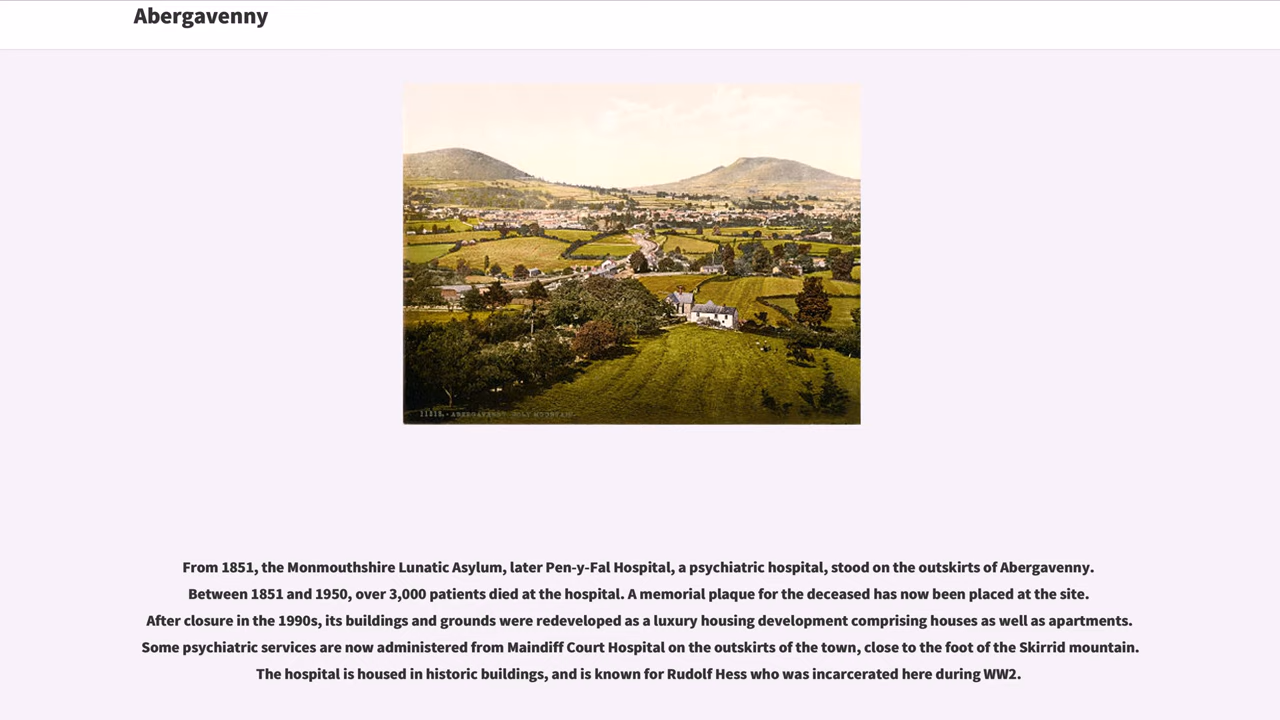 Abergavenny
11212. - ABERGAVENNY. HOLY MOUNTAIN.
From 1851, the Monmouthshire Lunatic Asylum, later Pen-y-Fal Hospital, a psychiatric hospital, stood on the outskirts of Abergavenny.
Between 1851 and 1950, over 3,000 patients died at the hospital. A memorial plaque for the deceased has now been placed at the site.
After closure in the 1990s, its buildings and grounds were redeveloped as a luxury housing development comprising houses as well as apartments.
Some psychiatric services are now administered from Maindiff Court Hospital on the outskirts of the town, close to the foot of the Skirrid mountain.
The hospital is housed in historic buildings, and is known for Rudolf Hess who was incarcerated here during WW2.